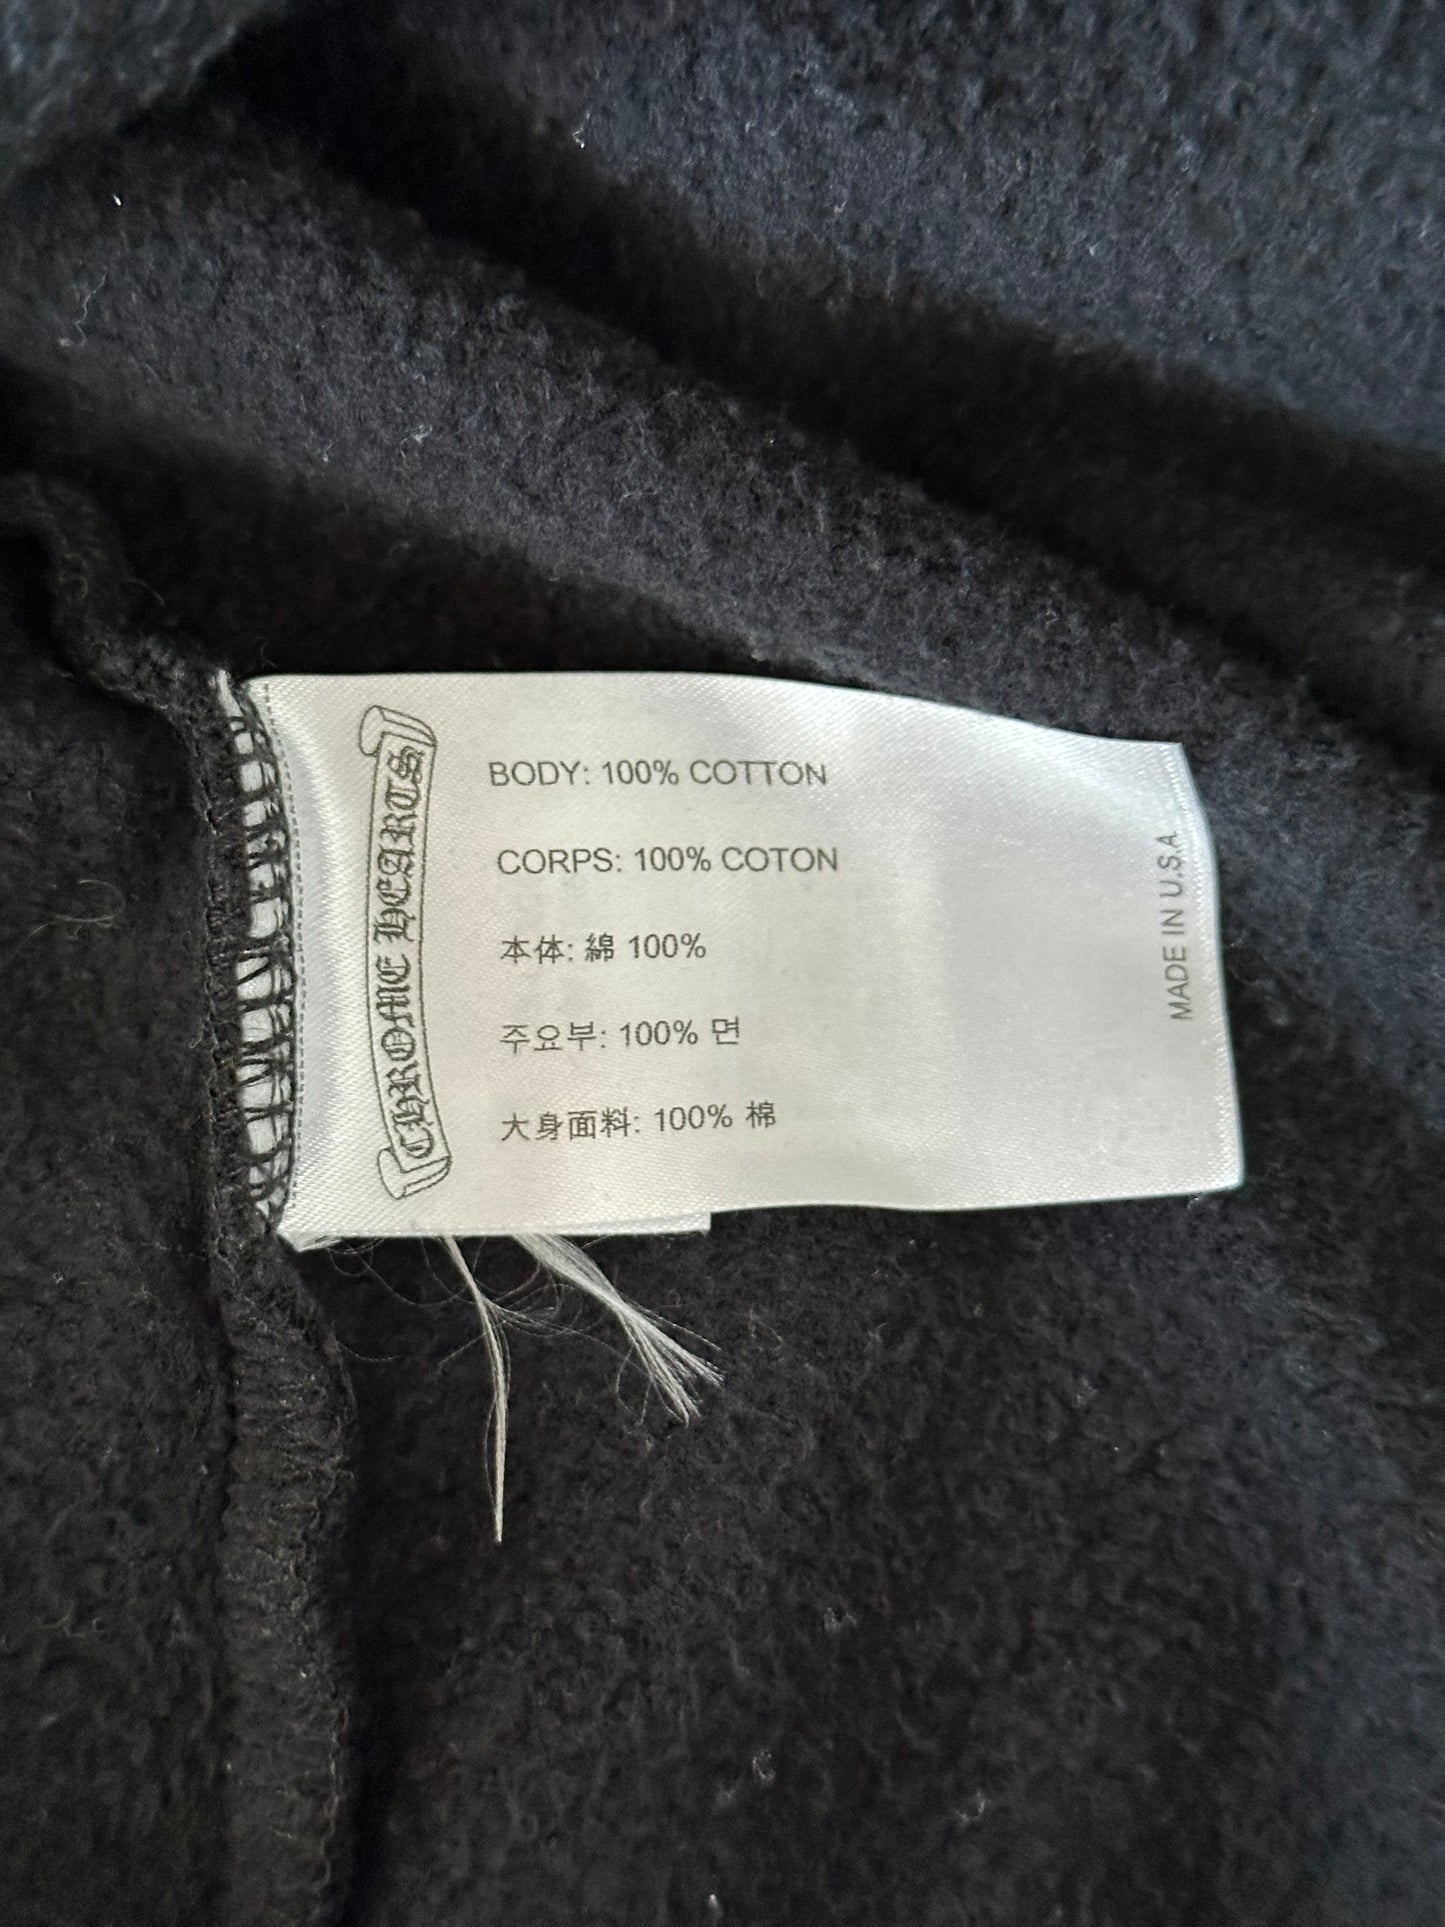 CHROME HEARTS
BODY: 100% COTTON
CORPS: 100% COTON
本体: 綿 100%
주요부: 100% 면
大身面料: 100% 棉
MADE IN U.S.A